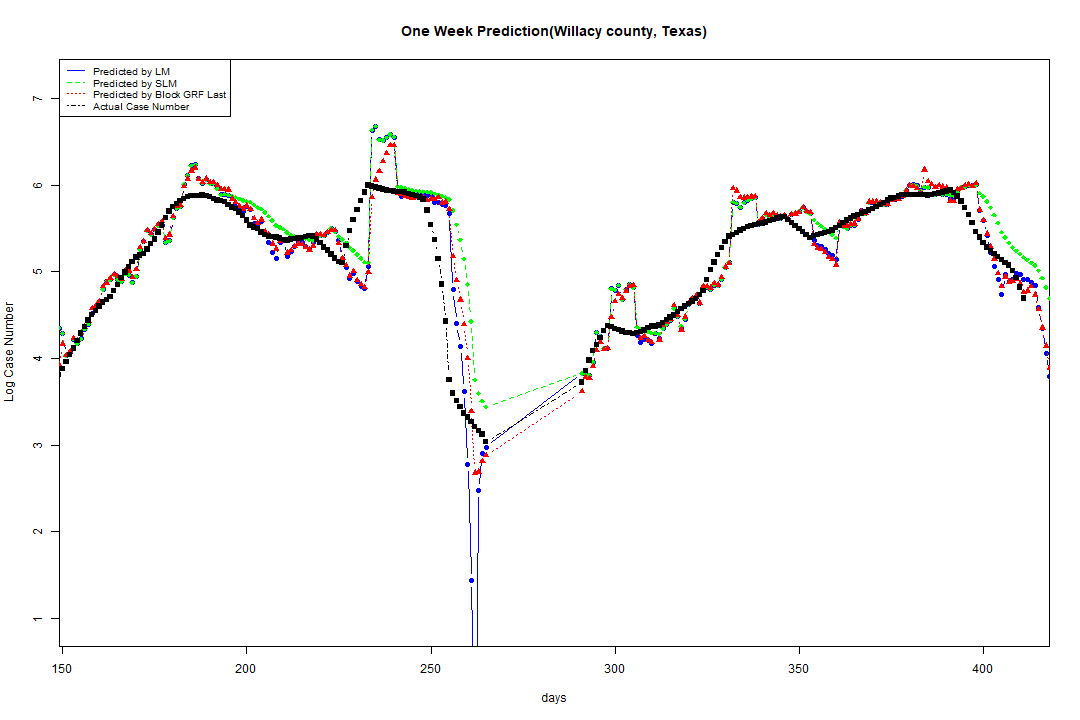 One Week Prediction(Willacy county, Texas)
Predicted by LM
Predicted by SLM
Predicted by Block GRF Last
Actual Case Number
7
6
5
4
3
2
1
Log Case Number
150 200 250 300 350 400
days